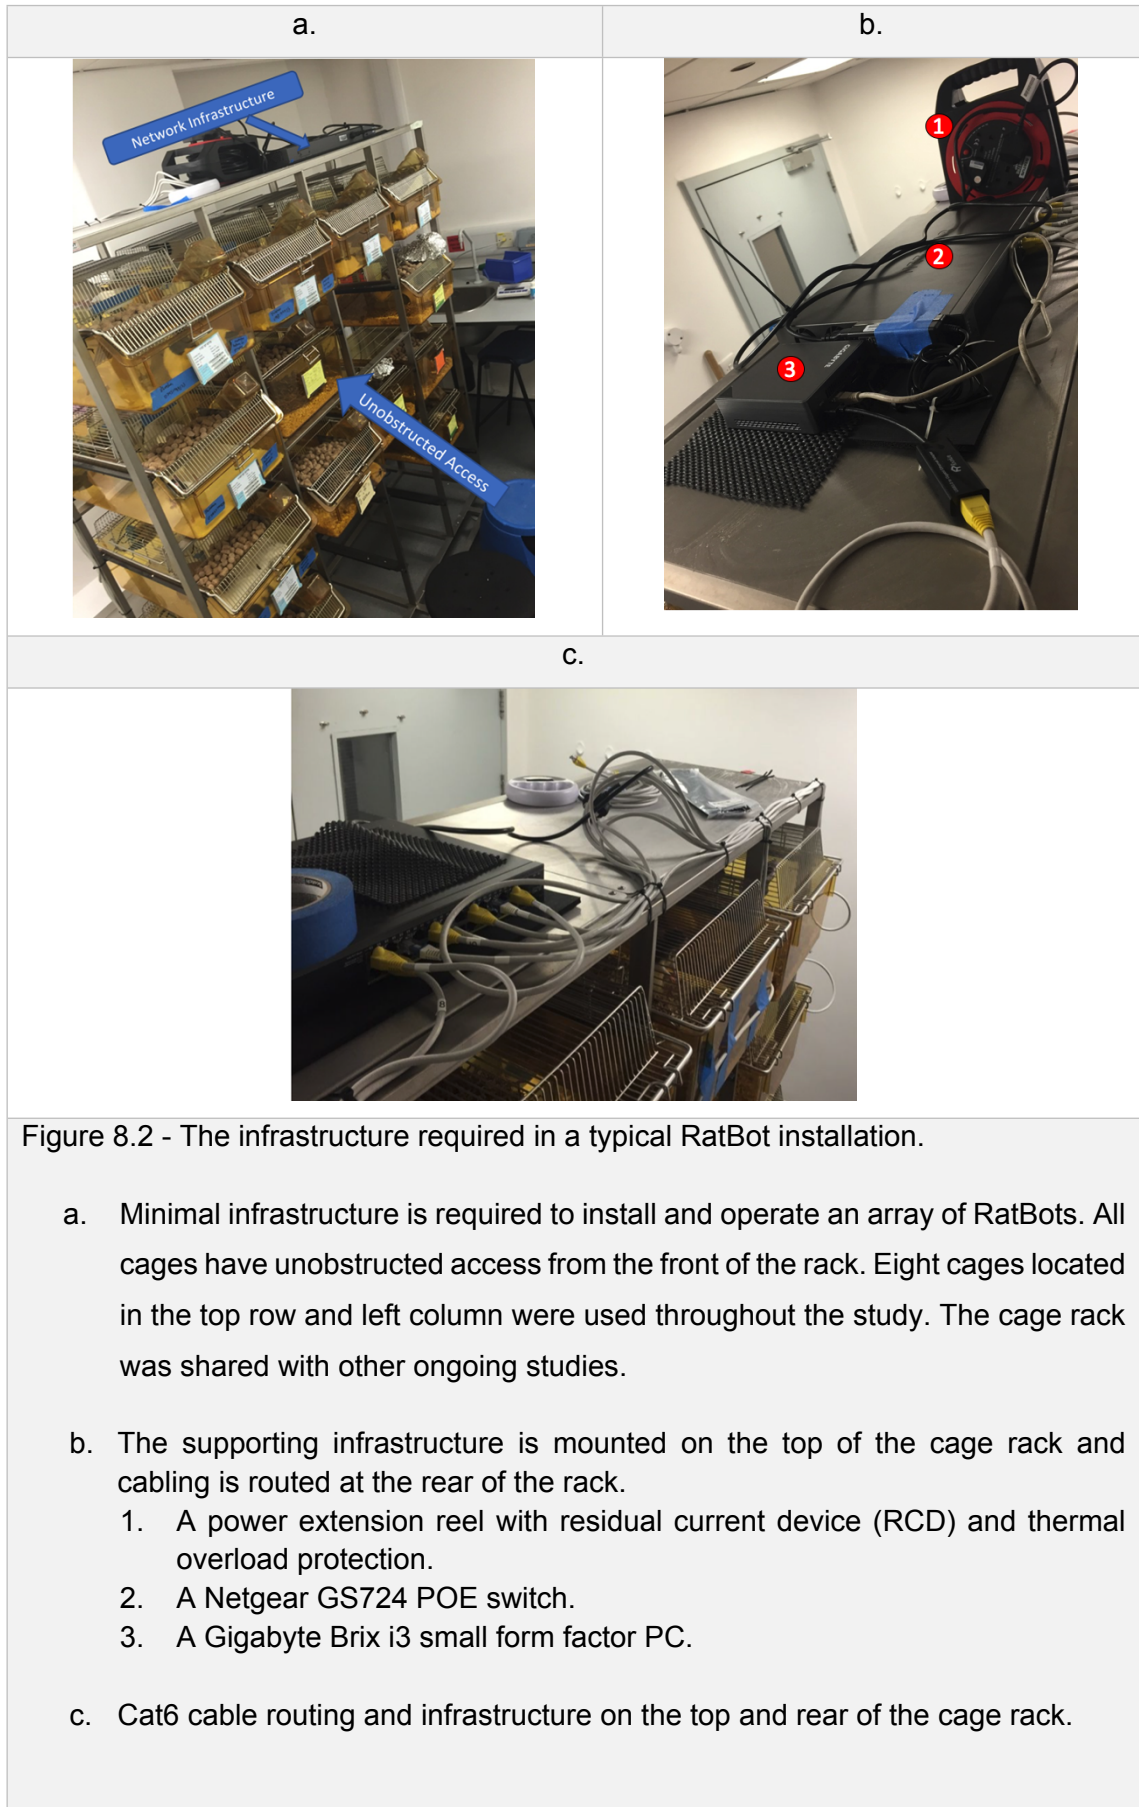 a.
b.
Network Infrastructure
Unobstructed Access
1
2
3
GIGABYTE
c.
8
Figure 8.2 - The infrastructure required in a typical RatBot installation.
a. Minimal infrastructure is required to install and operate an array of RatBots. All
cages have unobstructed access from the front of the rack. Eight cages located
in the top row and left column were used throughout the study. The cage rack
was shared with other ongoing studies.
b. The supporting infrastructure is mounted on the top of the cage rack and
cabling is routed at the rear of the rack.
1. A power extension reel with residual current device (RCD) and thermal
overload protection.
2. A Netgear GS724 POE switch.
3. A Gigabyte Brix i3 small form factor PC.
c. Cat6 cable routing and infrastructure on the top and rear of the cage rack.